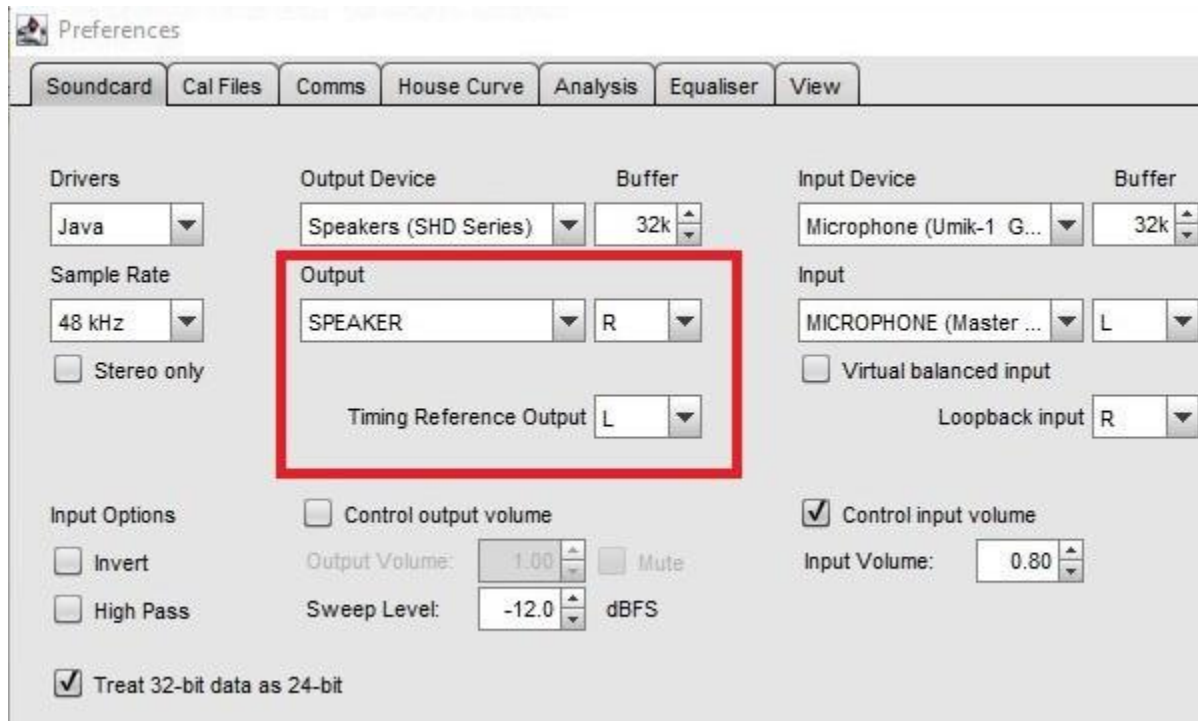 Preferences
Soundcard Cal Files Comms House Curve Analysis Equaliser View
Drivers Output Device Buffer Input Device Buffer
Java Speakers (SHD Series) 32k Microphone (Umik-1 G... 32k
Sample Rate Output Input
48 kHz SPEAKER R MICROPHONE (Master ... L
Stereo only Virtual balanced input
Timing Reference Output L Loopback input R
Input Options Control output volume Control input volume
Invert Output Volume: 1.00 Mute Input Volume: 0.80
High Pass Sweep Level: -12.0 dBFS
Treat 32-bit data as 24-bit